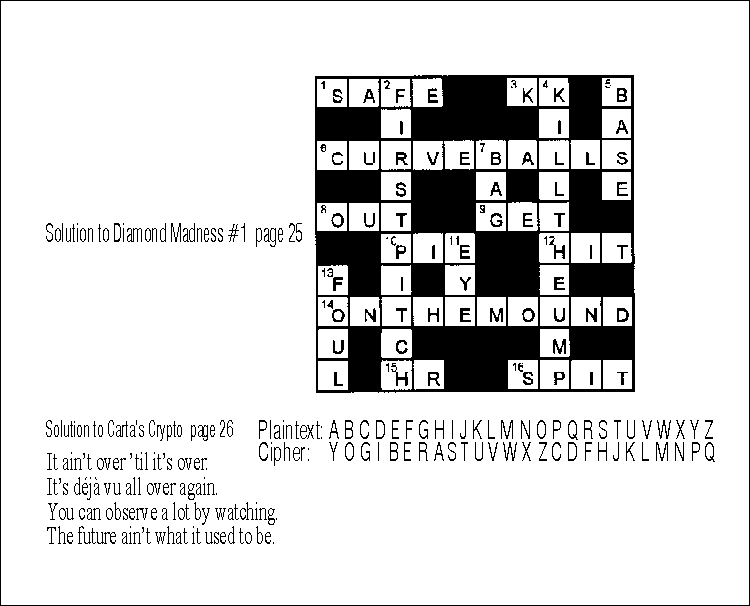 1 S A 2 F E 3 K 4 K 5 B
I I A
6 C U R V E 7 B A L L S
S A L E
8 O U T 9 G E T
Solution to Diamond Madness #1 page 25
10 P I 11 E 12 H I T
13 F I Y E
14 O N T H E M O U N D
U C M
L 15 H R 16 S P I T
Solution to Carta's Crypto page 26
Plaintext: A B C D E F G H I J K L M N O P Q R S T U V W X Y Z
Cipher: Y O G I B E R A S T U V W X Z C D F H J K L M N P Q
It ain't over 'til it's over.
It's déjà vu all over again.
You can observe a lot by watching.
The future ain't what it used to be.